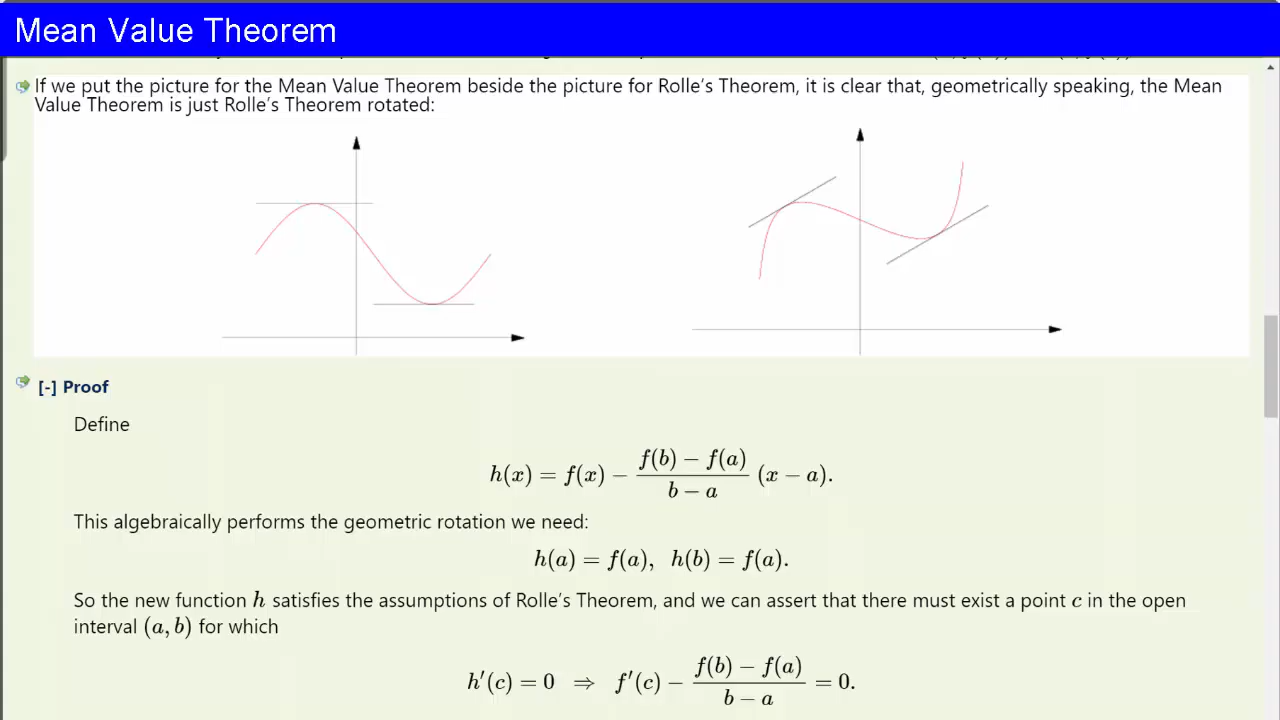 Mean Value Theorem
If we put the picture for the Mean Value Theorem beside the picture for Rolle's Theorem, it is clear that, geometrically speaking, the Mean
Value Theorem is just Rolle's Theorem rotated:
[-] Proof
Define
h(x) = f(x) − \frac{f(b) − f(a)}{b − a} (x − a).
This algebraically performs the geometric rotation we need:
h(a) = f(a), h(b) = f(a).
So the new function h satisfies the assumptions of Rolle's Theorem, and we can assert that there must exist a point c in the open
interval (a, b) for which
h′(c) = 0 ⇒ f′(c) − \frac{f(b) − f(a)}{b − a} = 0.